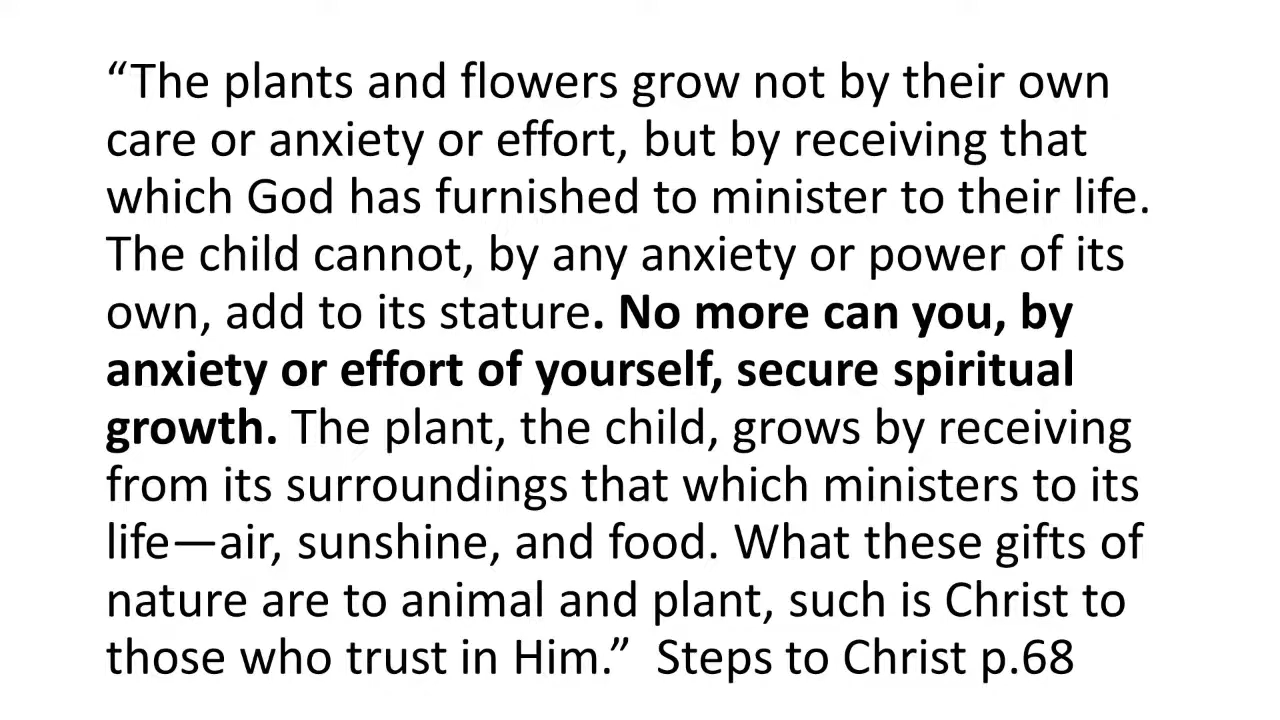 “The plants and flowers grow not by their own
care or anxiety or effort, but by receiving that
which God has furnished to minister to their life.
The child cannot, by any anxiety or power of its
own, add to its stature. No more can you, by
anxiety or effort of yourself, secure spiritual
growth. The plant, the child, grows by receiving
from its surroundings that which ministers to its
life—air, sunshine, and food. What these gifts of
nature are to animal and plant, such is Christ to
those who trust in Him.”  Steps to Christ p.68